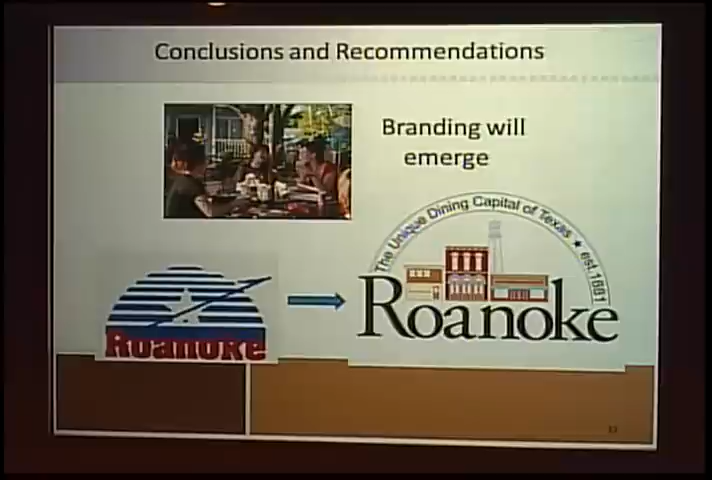 Conclusions and Recommendations
Branding will
emerge
The Unique Dining Capital of Texas ★ est.1881
Roanoke
Roanoke